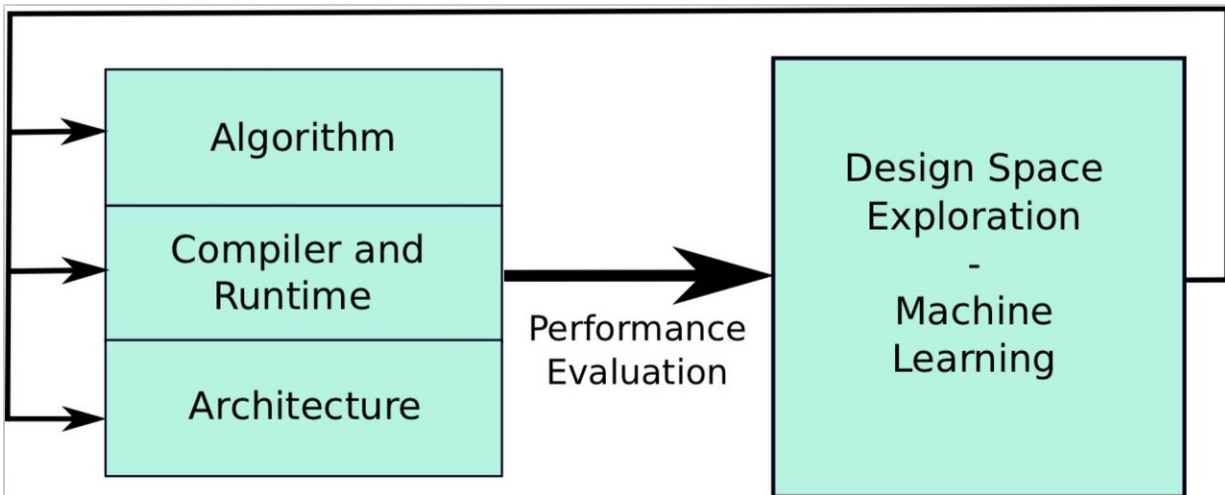 Algorithm
Compiler and
Runtime
Architecture
Performance
Evaluation
Design Space
Exploration
-
Machine
Learning